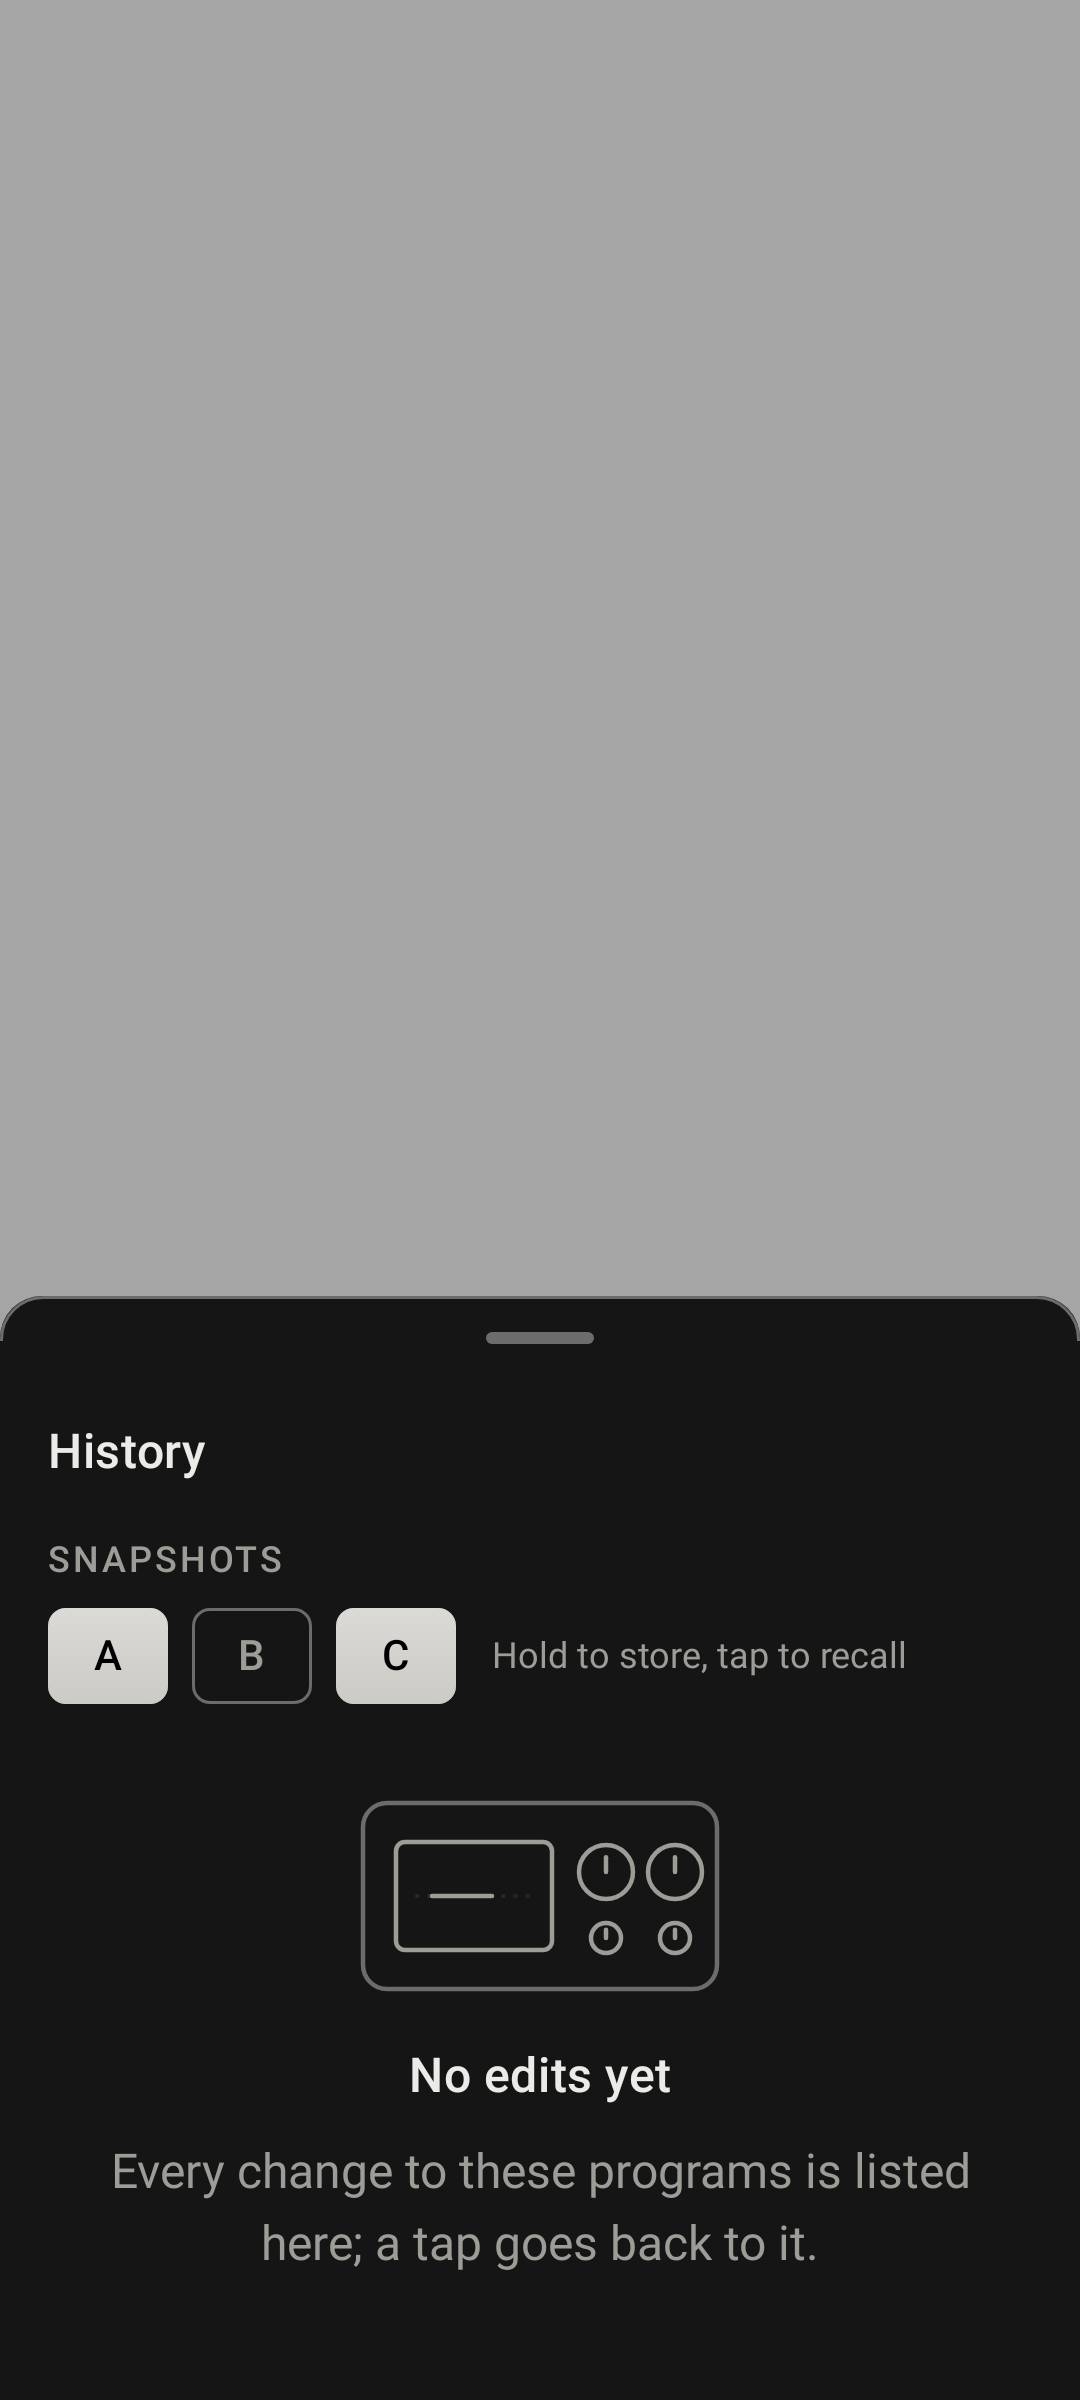 History
SNAPSHOTS
A B C Hold to store, tap to recall
No edits yet
Every change to these programs is listed
here; a tap goes back to it.